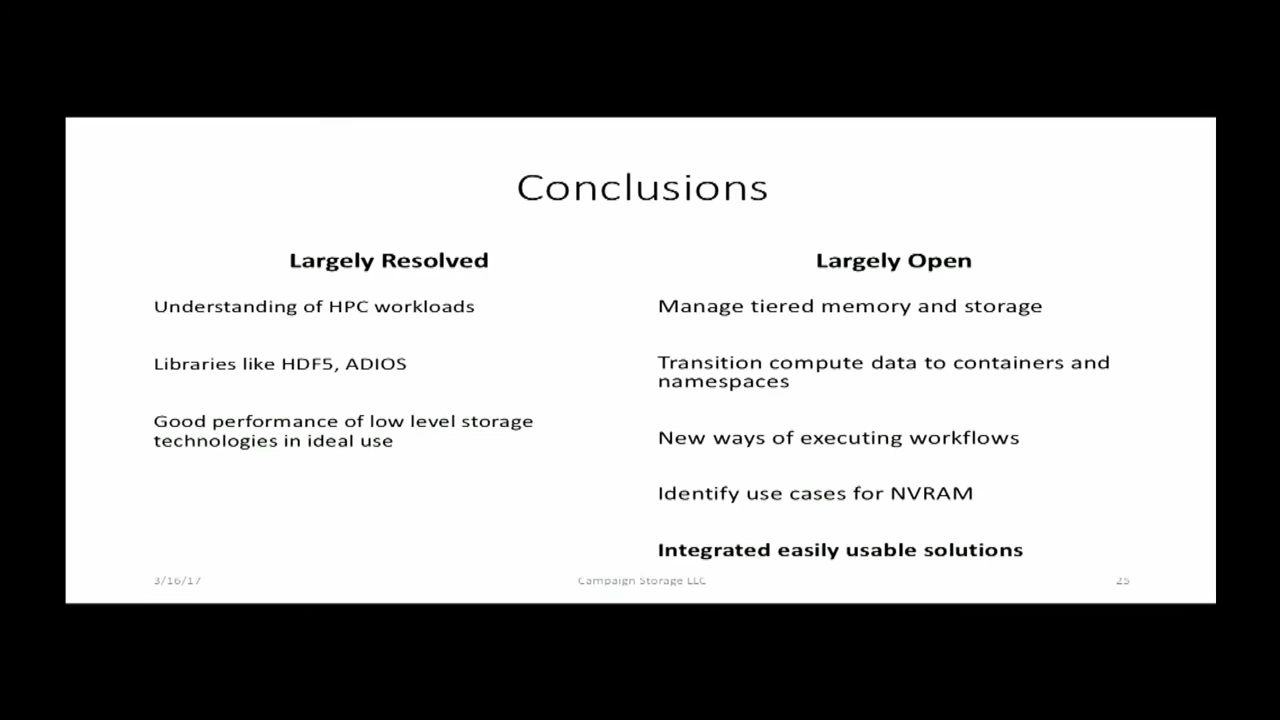 Conclusions
Largely Resolved
Understanding of HPC workloads
Libraries like HDF5, ADIOS
Good performance of low level storage
technologies in ideal use
Largely Open
Manage tiered memory and storage
Transition compute data to containers and
namespaces
New ways of executing workflows
Identify use cases for NVRAM
Integrated easily usable solutions
3/16/17
Campaign Storage LLC
25